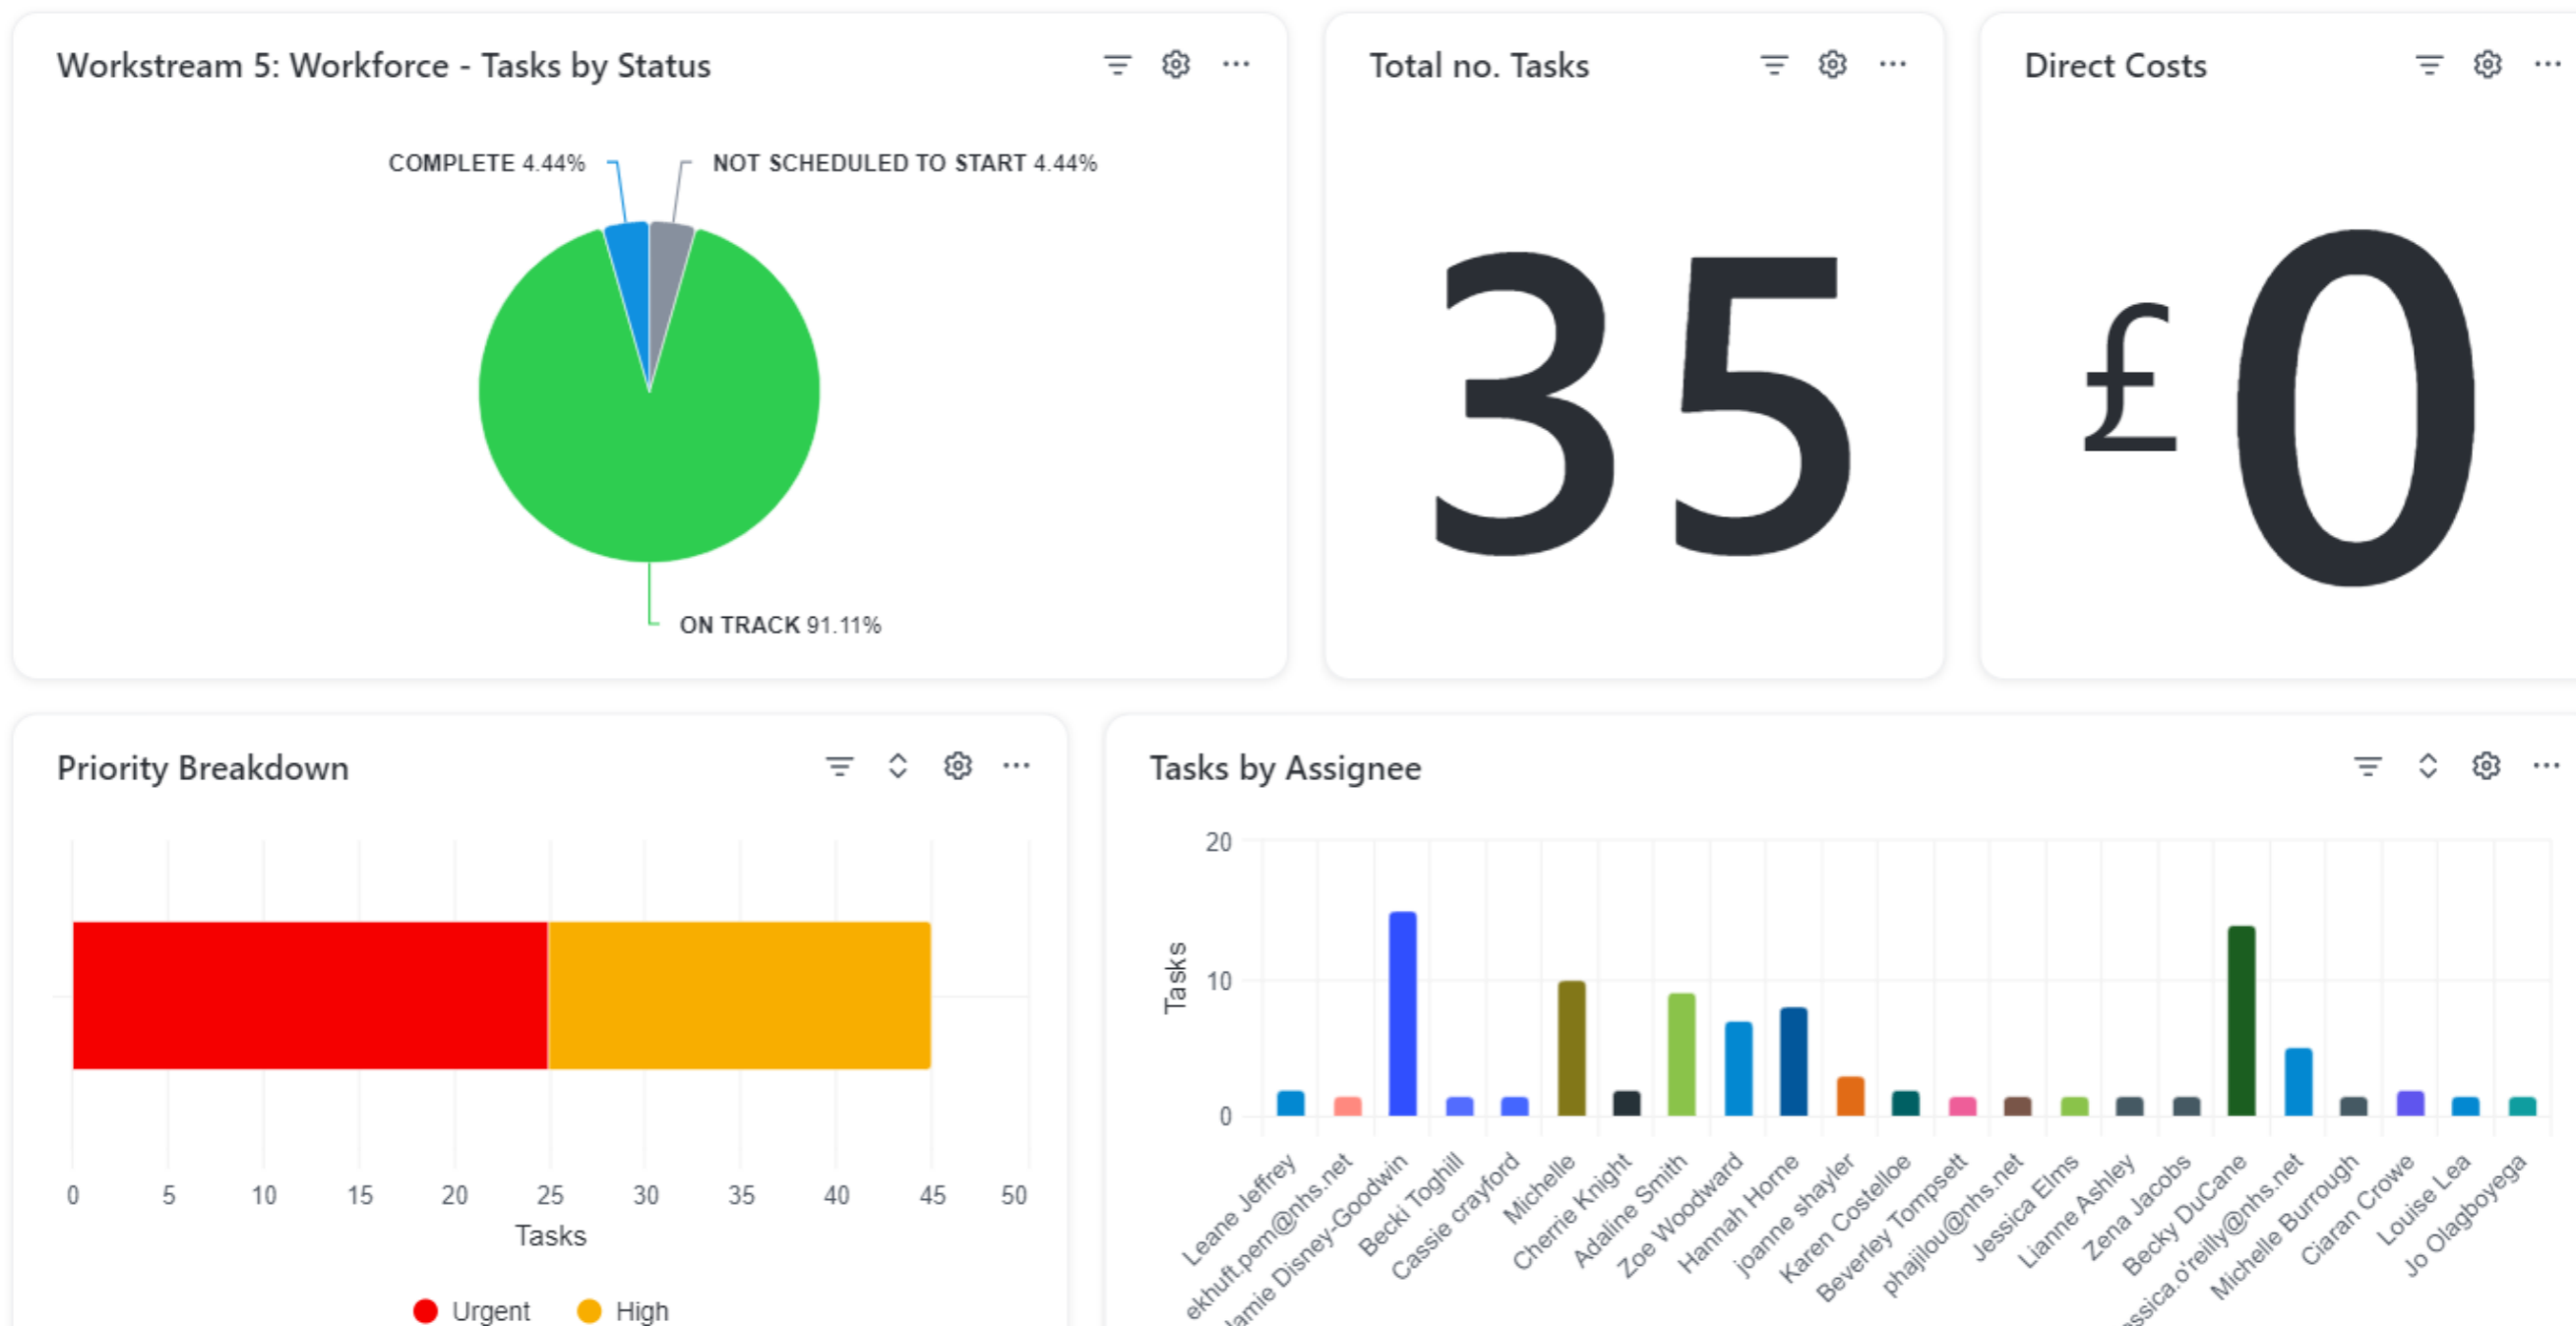 Workstream 5: Workforce - Tasks by Status
COMPLETE 4.44%
NOT SCHEDULED TO START 4.44%
ON TRACK 91.11%
Total no. Tasks
35
Direct Costs
£0
Priority Breakdown
0 5 10 15 20 25 30 35 40 45 50
Tasks
Urgent
High
Tasks by Assignee
20
10
0
Tasks
Leane Jeffrey
ekhuft.pem@nhs.net
Disney-Goodwin
Becki Toghill
Cassie crayford
Michelle
Cherrie Knight
Adaline Smith
Zoe Woodward
Hannah Horne
joanne shayler
Karen Costelloe
Beverley Tompsett
phajilou@nhs.net
Jessica Elms
Lianne Ashley
Zena Jacobs
Becky DuCane
ssica.o'reilly@nhs.net
Michelle Burrough
Ciaran Crowe
Louise Lea
Jo Olagboyega